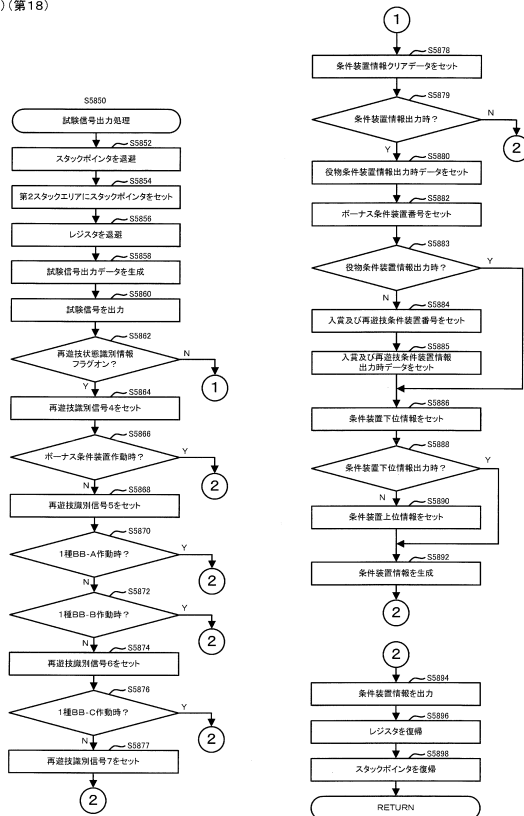 )(第18)
S5850
試験信号出力処理
S5852
スタックポインタを退避
S5854
第2スタックエリアにスタックポインタをセット
S5856
レジスタを退避
S5858
試験信号出力データを生成
S5860
試験信号を出力
S5862
再遊技状態識別情報
フラグオン?
N
1
Y
S5864
再遊技識別信号4をセット
S5866
ボーナス条件装置作動時?
Y
2
N
S5868
再遊技識別信号5をセット
S5870
1種BB-A作動時?
Y
2
N
S5872
1種BB-B作動時?
Y
2
N
S5874
再遊技識別信号6をセット
S5876
1種BB-C作動時?
Y
2
N
S5877
再遊技識別信号7をセット
2
1
S5878
条件装置情報クリアデータをセット
S5879
条件装置情報出力時?
N
2
Y
S5880
役物条件装置情報出力時データをセット
S5882
ボーナス条件装置番号をセット
S5883
役物条件装置情報出力時?
Y
N
S5884
入賞及び再遊技条件装置番号をセット
S5885
入賞及び再遊技条件装置情報
出力時データをセット
S5886
条件装置下位情報をセット
S5888
条件装置下位情報出力時?
Y
N
S5890
条件装置上位情報をセット
S5892
条件装置情報を生成
2
2
S5894
条件装置情報を出力
S5896
レジスタを復帰
S5898
スタックポインタを復帰
RETURN